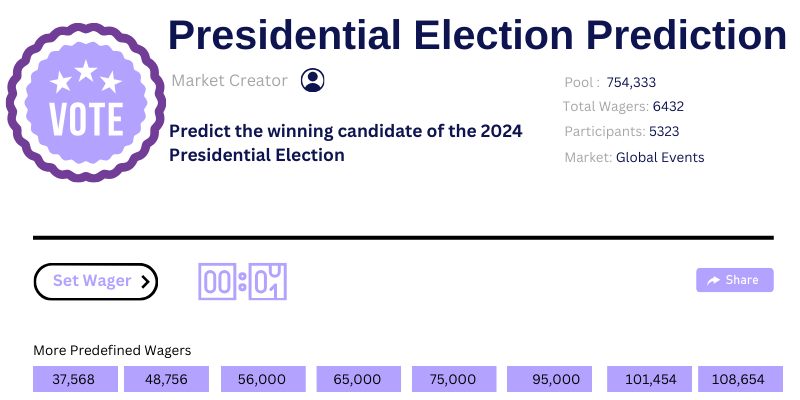 Presidential Election Prediction
VOTE
Market Creator
Predict the winning candidate of the 2024
Presidential Election
Pool : 754,333
Total Wagers: 6432
Participants: 5323
Market: Global Events
Set Wager
00:01
Share
More Predefined Wagers
37,568 48,756 56,000 65,000 75,000 95,000 101,454 108,654